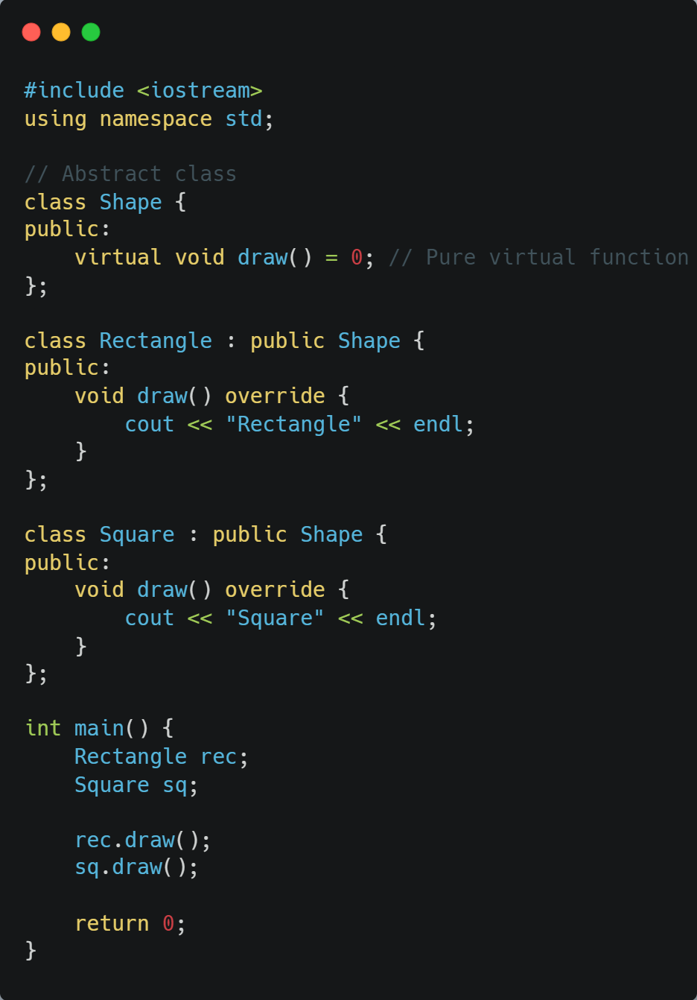 #include <iostream>
using namespace std;

// Abstract class
class Shape {
public:
    virtual void draw() = 0; // Pure virtual function
};

class Rectangle : public Shape {
public:
    void draw() override {
        cout << "Rectangle" << endl;
    }
};

class Square : public Shape {
public:
    void draw() override {
        cout << "Square" << endl;
    }
};

int main() {
    Rectangle rec;
    Square sq;

    rec.draw();
    sq.draw();

    return 0;
}